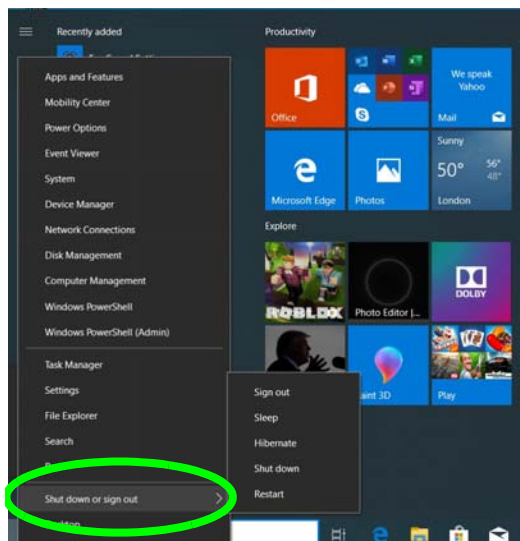 Recently added
Productivity
Office
We speak
Yahoo
Mail
Microsoft Edge
Photos
Sunny
50°
56°
48°
London
Explore
ROBLOX
Photo Editor |...
DOLBY
Paint 3D
Play
Apps and Features
Mobility Center
Power Options
Event Viewer
System
Device Manager
Network Connections
Disk Management
Computer Management
Windows PowerShell
Windows PowerShell (Admin)
Task Manager
Settings
File Explorer
Search
Shut down or sign out
Desktop
Sign out
Sleep
Hibernate
Shut down
Restart